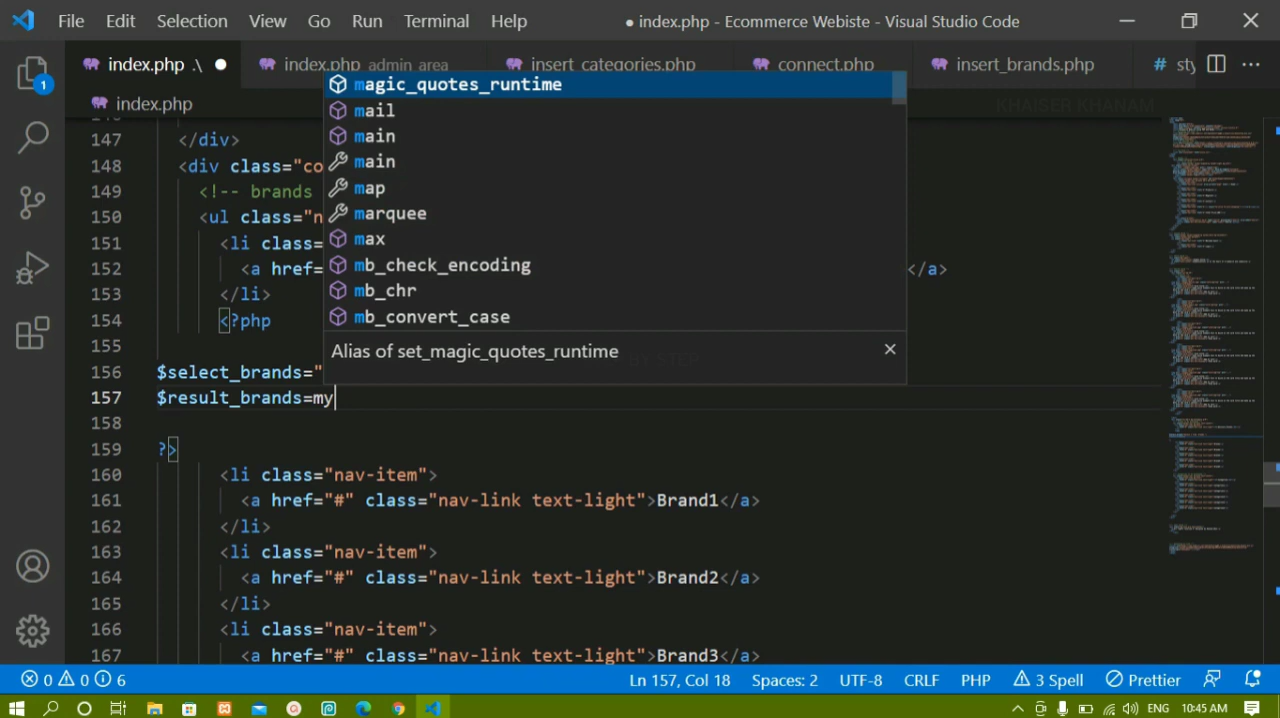 File Edit Selection View Go Run Terminal Help ● index.php - Ecommerce Webiste - Visual Studio Code
index.php .\ ●
index.php admin_area
insert_categories.php
connect.php
insert_brands.php
# sty
1
index.php
KHAISER KHANAM
147 </div>
148 <div class="co
149 <!-- brands
150 <ul class="n
151 <li class=
152 <a href= </a>
153 </li>
154 <?php
155
156 $select_brands="
157 $result_brands=my
158
159 ?>
160 <li class="nav-item">
161 <a href="#" class="nav-link text-light">Brand1</a>
162 </li>
163 <li class="nav-item">
164 <a href="#" class="nav-link text-light">Brand2</a>
165 </li>
166 <li class="nav-item">
167 <a href="#" class="nav-link text-light">Brand3</a>
magic_quotes_runtime
mail
main
main
map
marquee
max
mb_check_encoding
mb_chr
mb_convert_case
Alias of set_magic_quotes_runtime
0 0 6 Ln 157, Col 18 Spaces: 2 UTF-8 CRLF PHP 3 Spell Prettier
ENG 10:45 AM